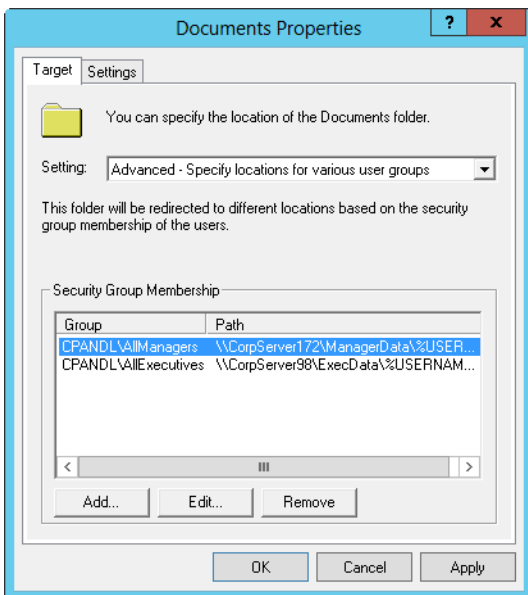 Documents Properties
? x
Target Settings
You can specify the location of the Documents folder.
Setting: Advanced - Specify locations for various user groups
This folder will be redirected to different locations based on the security
group membership of the users.
Security Group Membership
Group Path
CPANDL\AllManagers \\CorpServer172\ManagerData\%USER...
CPANDL\AllExecutives \\CorpServer98\ExecData\%USERNAM...
Add... Edit... Remove
OK Cancel Apply